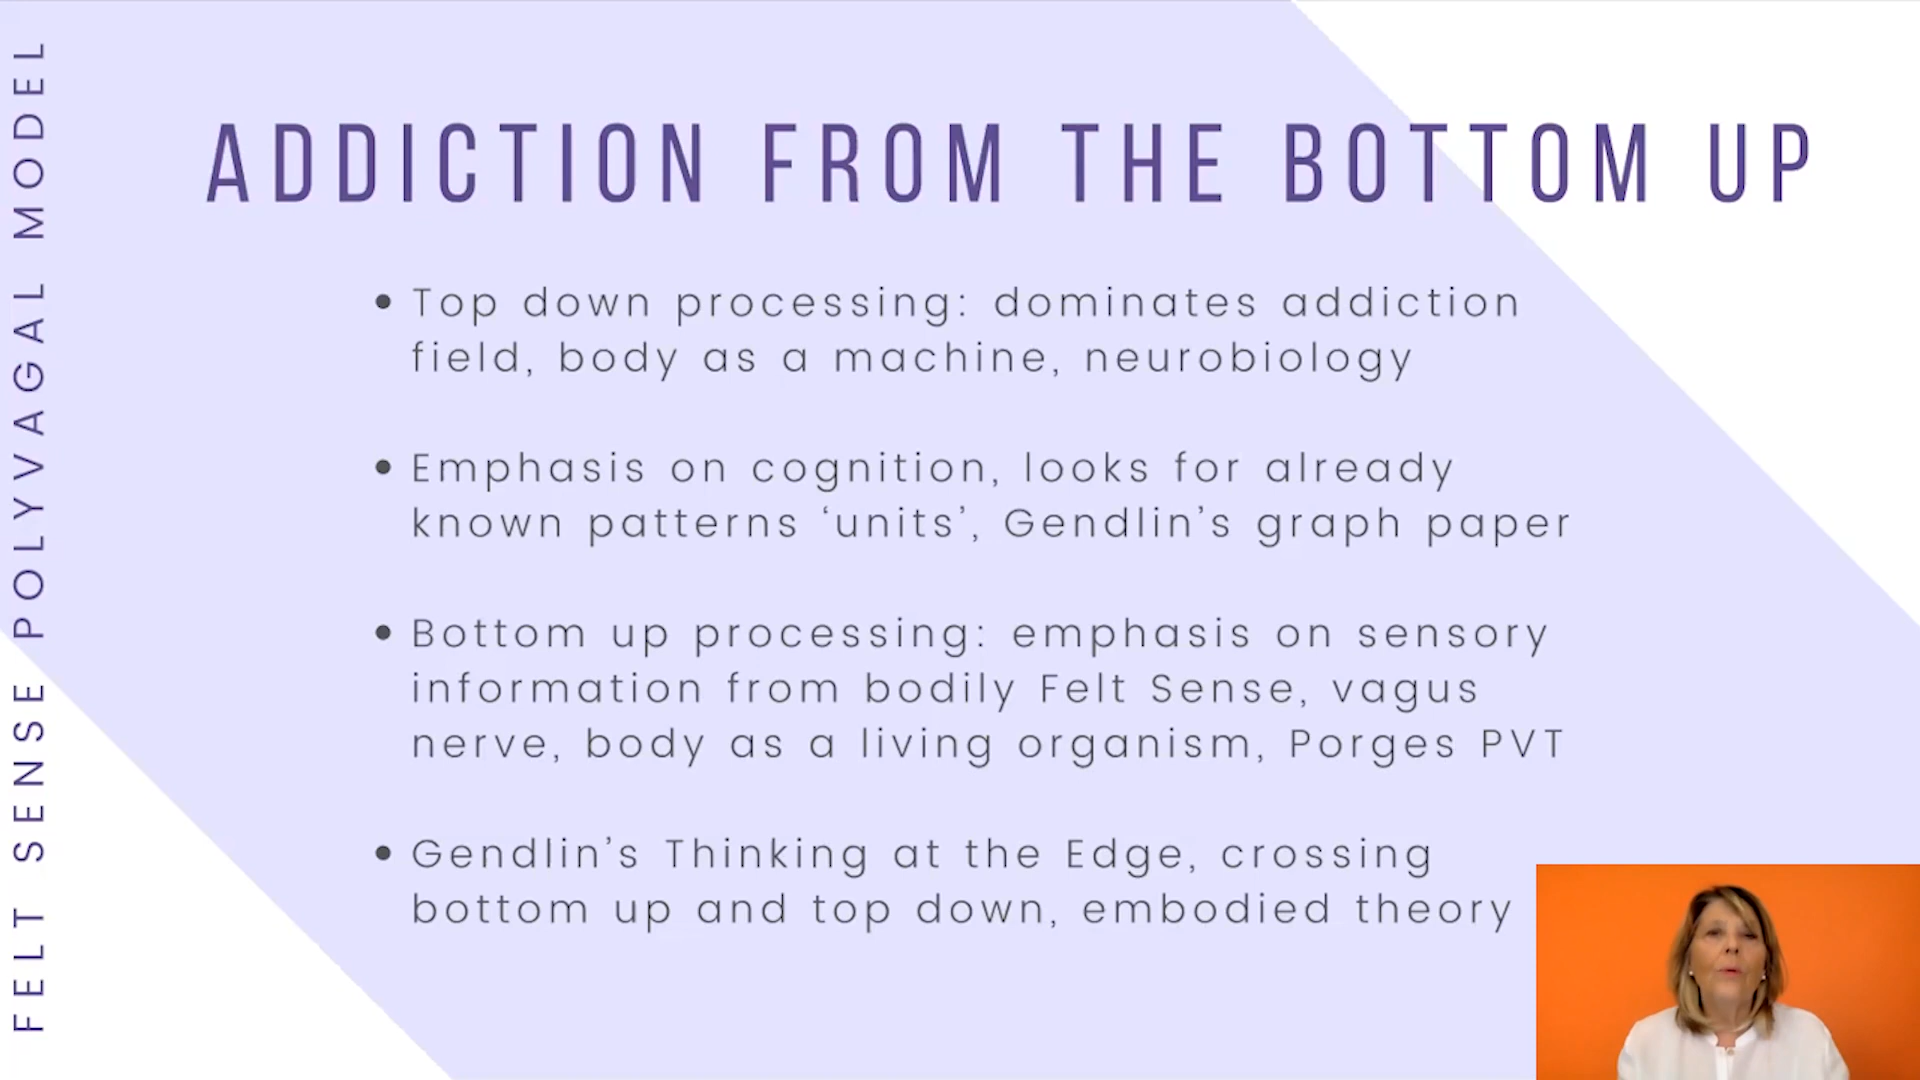 FELT SENSE POLYVAGAL MODEL
ADDICTION FROM THE BOTTOM UP
• Top down processing: dominates addiction
field, body as a machine, neurobiology
• Emphasis on cognition, looks for already
known patterns ‘units’, Gendlin’s graph paper
• Bottom up processing: emphasis on sensory
information from bodily Felt Sense, vagus
nerve, body as a living organism, Porges PVT
• Gendlin’s Thinking at the Edge, crossing
bottom up and top down, embodied theory